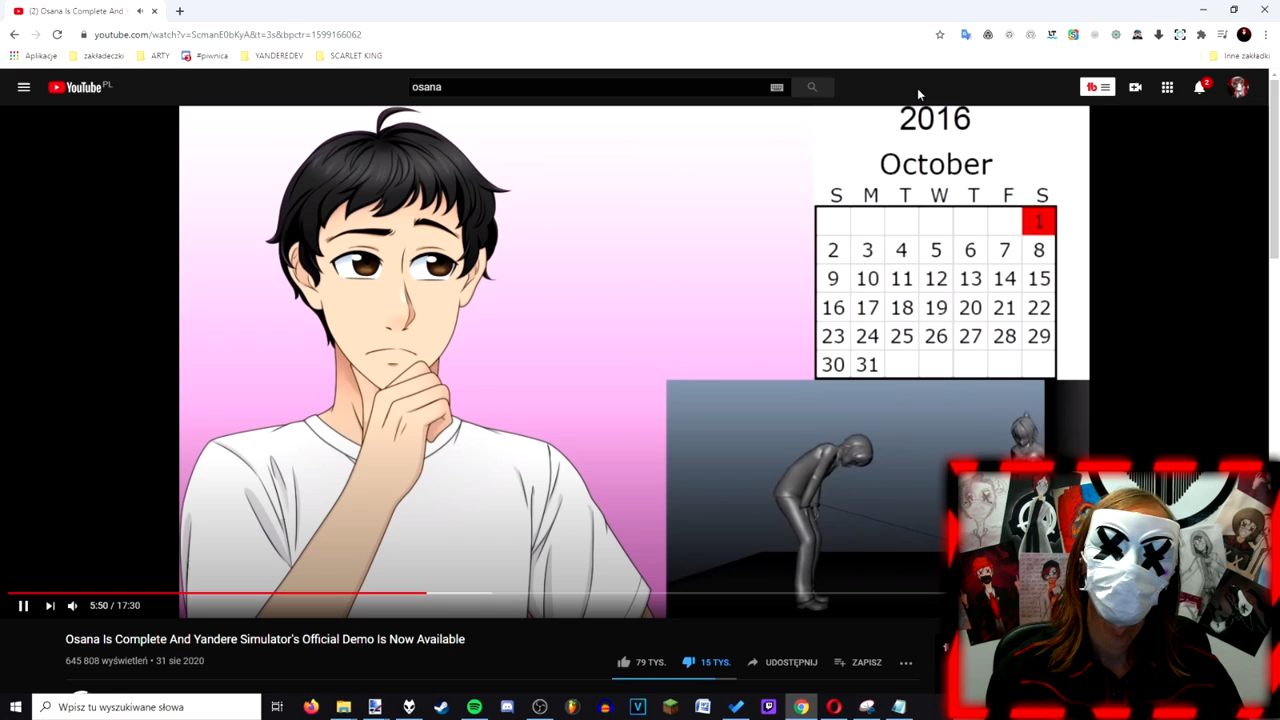 (2) Osana Is Complete And
youtube.com/watch?v=ScmanE0bKyA&t=3s&bpctr=1599166062
Aplikacje zakładeczki ARTY #piwnica YANDEREDEV SCARLET KING Inne zakładki
YouTube PL
osana
2
2016
October
S M T W T F S
1
2 3 4 5 6 7 8
9 10 11 12 13 14 15
16 17 18 19 20 21 22
23 24 25 26 27 28 29
30 31
5:50 / 17:30
Osana Is Complete And Yandere Simulator's Official Demo Is Now Available
645 808 wyświetleń • 31 sie 2020
79 TYS. 15 TYS. UDOSTĘPNIJ ZAPISZ
Wpisz tu wyszukiwane słowa